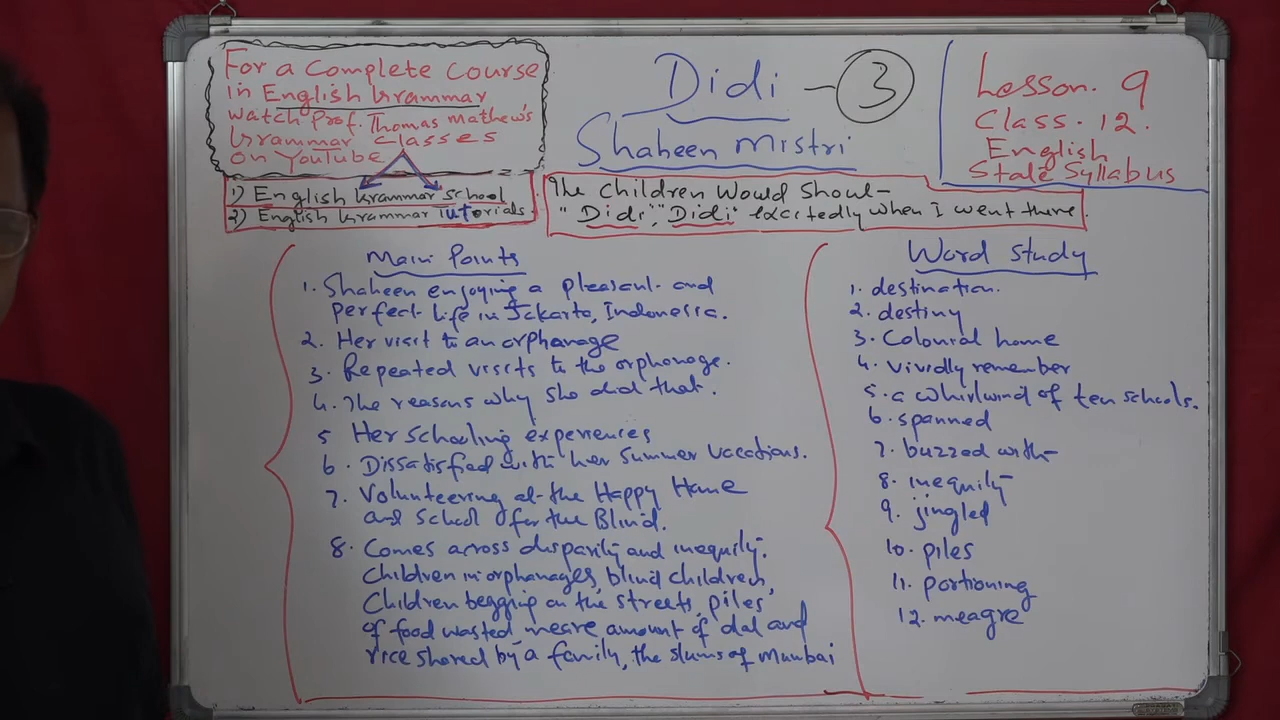 For a Complete Course
in English Grammar
watch Prof. Thomas Mathew's
Grammar Classes
on YouTube
1) English Grammar School
2) English Grammar Tutorials.
Didi - 3
Shaheen Mistri
Lesson. 9
Class. 12.
English
State Syllabus
The children would shout-
"Didi", "Didi" excitedly when I went there.
Main Points
1. Shaheen enjoying a pleasant and
perfect life in Jakarta, Indonesia.
2. Her visit to an orphanage
3. Repeated visits to the orphanage.
4. The reasons why she did that.
5 Her schooling experiences
6. Dissatisfied with her summer vacations.
7. Volunteering at the Happy Home
and School for the Blind.
8. Comes across disparity and inequity.
Children in orphanages, blind children,
Children begging on the streets, piles
of food wasted, meagre amount of dal and
rice shared by a family, the slums of Mumbai
Word Study
1. destination.
2. destiny
3. Colonial home
4. vividly remember
5. a whirlwind of ten schools.
6. spanned
7. buzzed with
8. inequity
9. jingled
10. piles
11. portioning
12. meagre